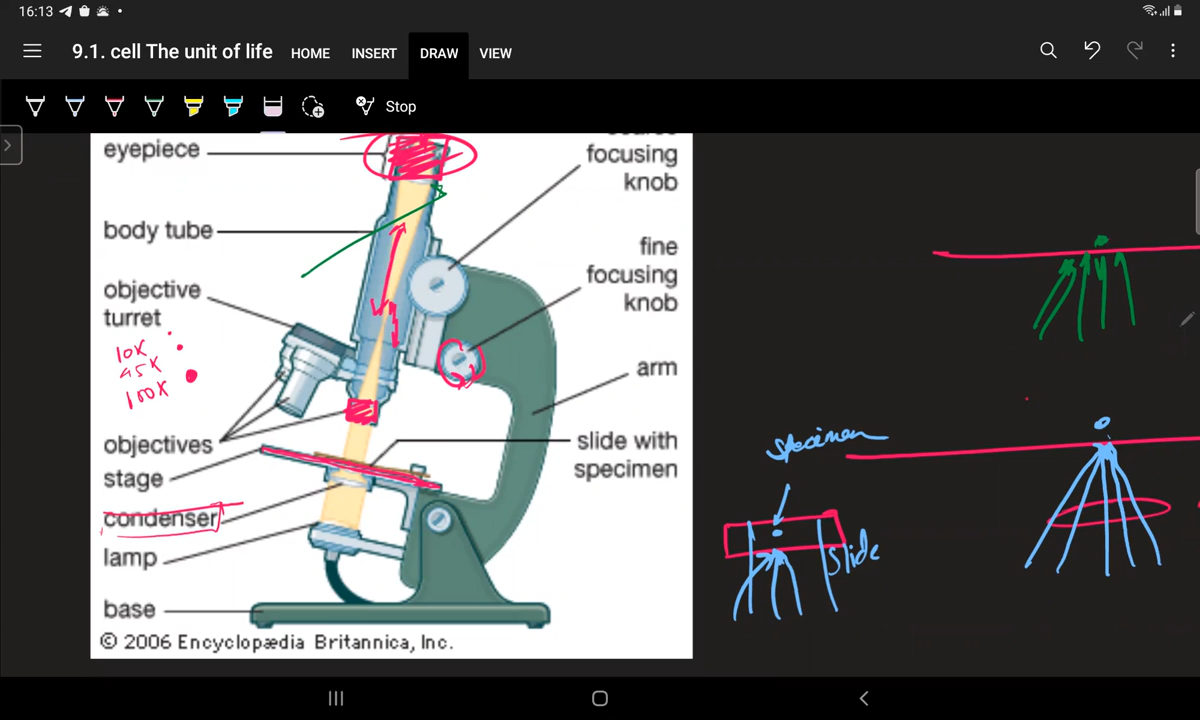 16:13
9.1. cell The unit of life
HOME
INSERT
DRAW
VIEW
Stop
eyepiece
focusing
knob
body tube
fine
focusing
knob
objective
turret
10X
45X
100X
arm
objectives
slide with
specimen
stage
condenser
lamp
base
© 2006 Encyclopædia Britannica, Inc.
specimen
slide